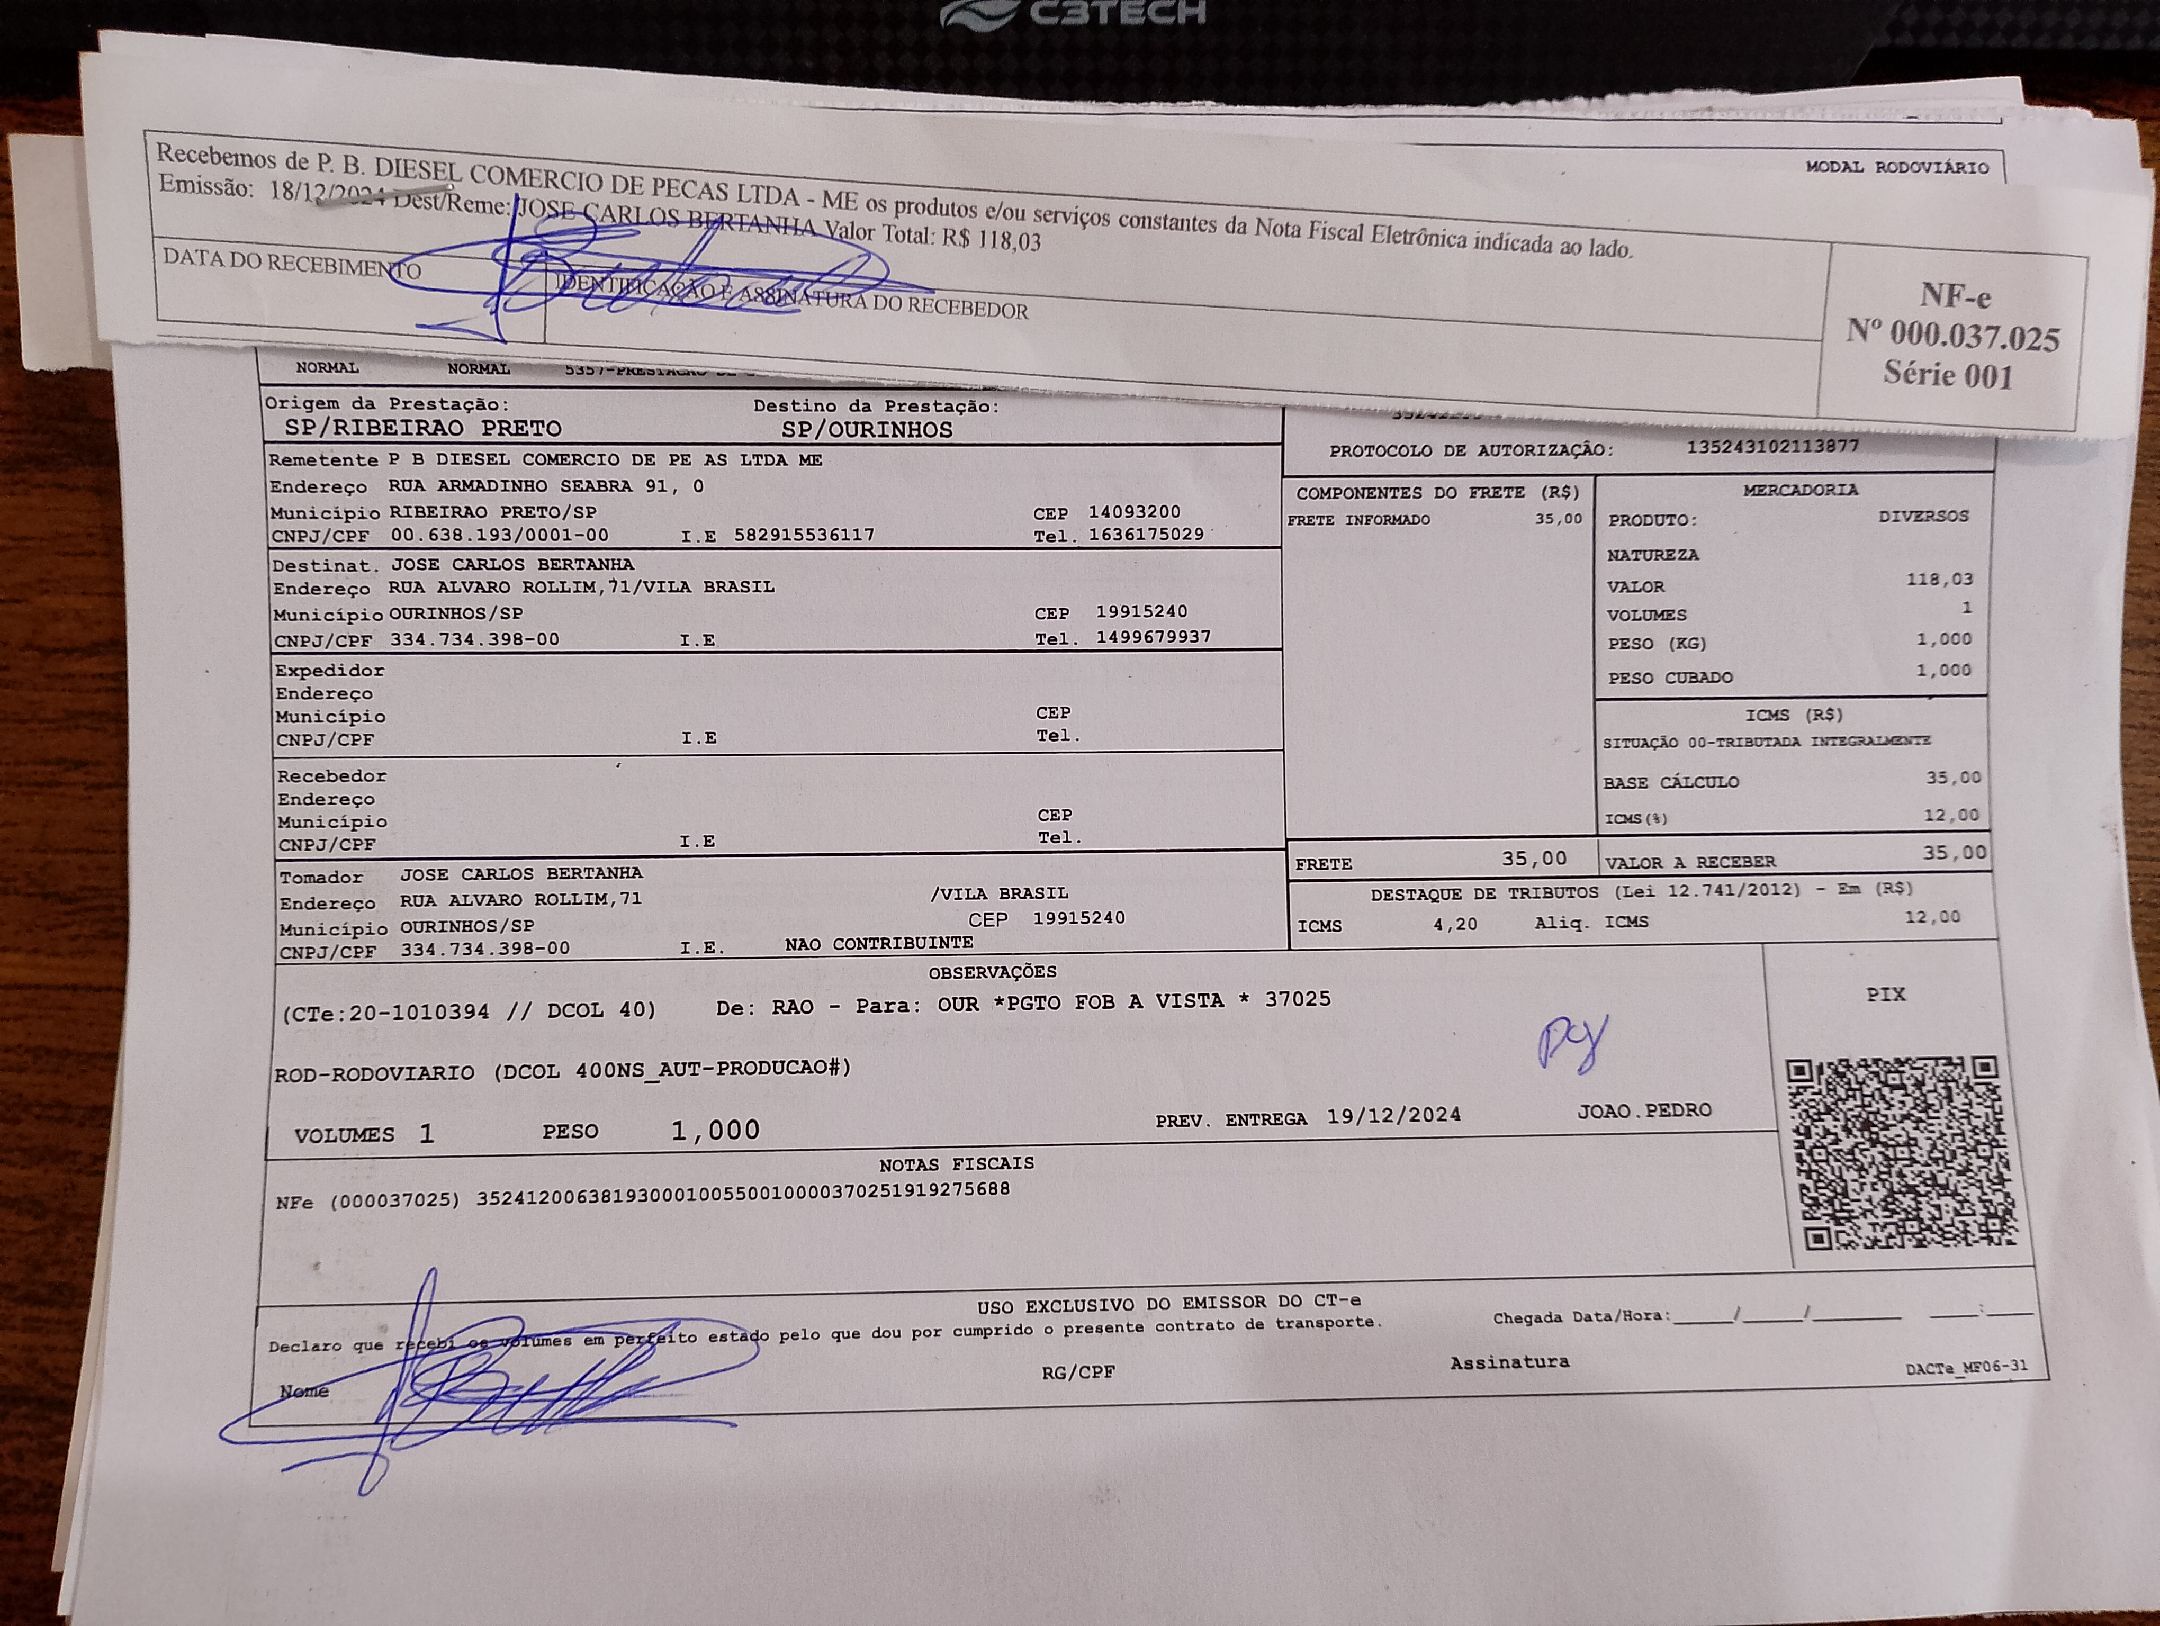 C3TECH
MODAL RODOVIÁRIO
Recebemos de P. B. DIESEL COMERCIO DE PECAS LTDA - ME os produtos e/ou serviços constantes da Nota Fiscal Eletrônica indicada ao lado.
Emissão: 18/12/2024 Dest/Reme: JOSE CARLOS BERTANHA Valor Total: R$ 118,03
DATA DO RECEBIMENTO
IDENTIFICAÇÃO E ASSINATURA DO RECEBEDOR
NF-e
Nº 000.037.025
Série 001
NORMAL NORMAL
Origem da Prestação: Destino da Prestação:
SP/RIBEIRAO PRETO SP/OURINHOS
Remetente P B DIESEL COMERCIO DE PE AS LTDA ME
Endereço RUA ARMADINHO SEABRA 91, 0
Município RIBEIRAO PRETO/SP CEP 14093200
CNPJ/CPF 00.638.193/0001-00 I.E 582915536117 Tel. 1636175029
Destinat. JOSE CARLOS BERTANHA
Endereço RUA ALVARO ROLLIM,71/VILA BRASIL
Município OURINHOS/SP CEP 19915240
CNPJ/CPF 334.734.398-00 I.E Tel. 1499679937
Expedidor
Endereço
Município CEP
CNPJ/CPF I.E Tel.
Recebedor
Endereço
Município CEP
CNPJ/CPF I.E Tel.
Tomador JOSE CARLOS BERTANHA
Endereço RUA ALVARO ROLLIM,71 /VILA BRASIL
Município OURINHOS/SP CEP 19915240
CNPJ/CPF 334.734.398-00 I.E. NAO CONTRIBUINTE
PROTOCOLO DE AUTORIZAÇÂO: 135243102113877
COMPONENTES DO FRETE (R$)
FRETE INFORMADO 35,00
MERCADORIA
PRODUTO: DIVERSOS
NATUREZA
VALOR 118,03
VOLUMES 1
PESO (KG) 1,000
PESO CUBADO 1,000
ICMS (R$)
SITUAÇÃO 00-TRIBUTADA INTEGRALMENTE
BASE CÁLCULO 35,00
ICMS(%) 12,00
FRETE 35,00 VALOR A RECEBER 35,00
DESTAQUE DE TRIBUTOS (Lei 12.741/2012) - Em (R$)
ICMS 4,20 Aliq. ICMS 12,00
OBSERVAÇÕES
(CTe:20-1010394 // DCOL 40) De: RAO - Para: OUR *PGTO FOB A VISTA * 37025
pg
ROD-RODOVIARIO (DCOL 400NS_AUT-PRODUCAO#)
VOLUMES 1 PESO 1,000 PREV. ENTREGA 19/12/2024 JOAO.PEDRO
PIX
NOTAS FISCAIS
NFe (000037025) 35241200638193000100550010000370251919275688
USO EXCLUSIVO DO EMISSOR DO CT-e
Declaro que recebi os volumes em perfeito estado pelo que dou por cumprido o presente contrato de transporte.
Chegada Data/Hora:_____/_____/________ ____:____
Nome RG/CPF Assinatura
DACTe_MF06-31